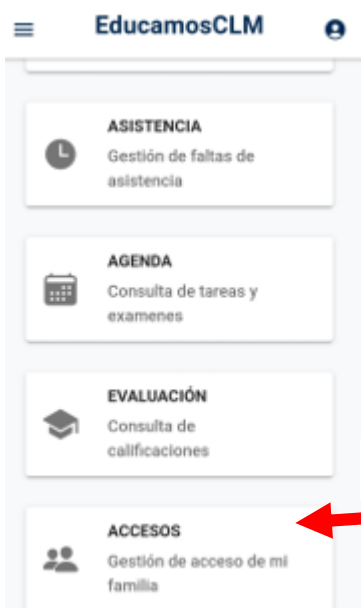 EducamosCLM
ASISTENCIA
Gestión de faltas de
asistencia
AGENDA
Consulta de tareas y
examenes
EVALUACIÓN
Consulta de
calificaciones
ACCESOS
Gestión de acceso de mi
familia